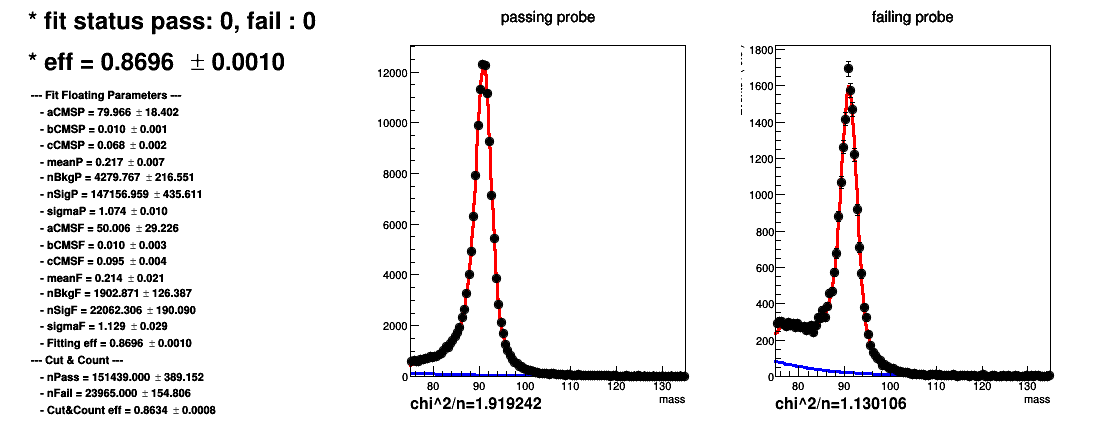 * fit status pass: 0, fail : 0
* eff = 0.8696 ± 0.0010
--- Fit Floating Parameters ---
- aCMSP = 79.966 ± 18.402
- bCMSP = 0.010 ± 0.001
- cCMSP = 0.068 ± 0.002
- meanP = 0.217 ± 0.007
- nBkgP = 4279.767 ± 216.551
- nSigP = 147156.959 ± 435.611
- sigmaP = 1.074 ± 0.010
- aCMSF = 50.006 ± 29.226
- bCMSF = 0.010 ± 0.003
- cCMSF = 0.095 ± 0.004
- meanF = 0.214 ± 0.021
- nBkgF = 1902.871 ± 126.387
- nSigF = 22062.306 ± 190.090
- sigmaF = 1.129 ± 0.029
- Fitting eff = 0.8696 ± 0.0010
--- Cut & Count ---
- nPass = 151439.000 ± 389.152
- nFail = 23965.000 ± 154.806
- Cut&Count eff = 0.8634 ± 0.0008
passing probe
12000
10000
8000
6000
4000
2000
0
80 90 100 110 120 130
mass
chi^2/n=1.919242
failing probe
1800
1600
1400
1200
1000
800
600
400
200
0
80 90 100 110 120 130
mass
chi^2/n=1.130106